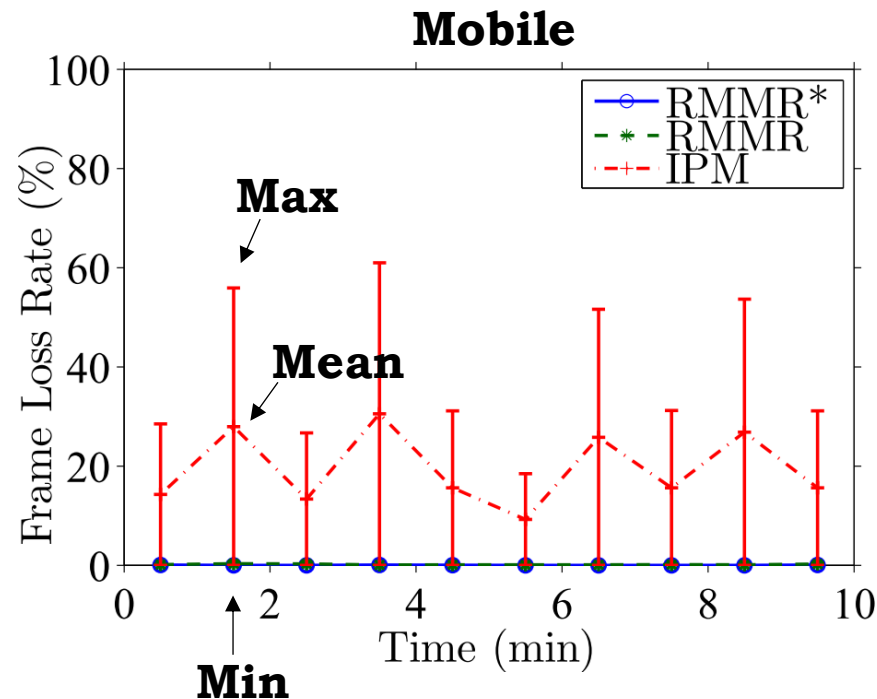 Mobile
100
80
60
40
20
0
Frame Loss Rate (%)
RMMR*
RMMR
IPM
Max
Mean
0 2 4 6 8 10
Time (min)
Min